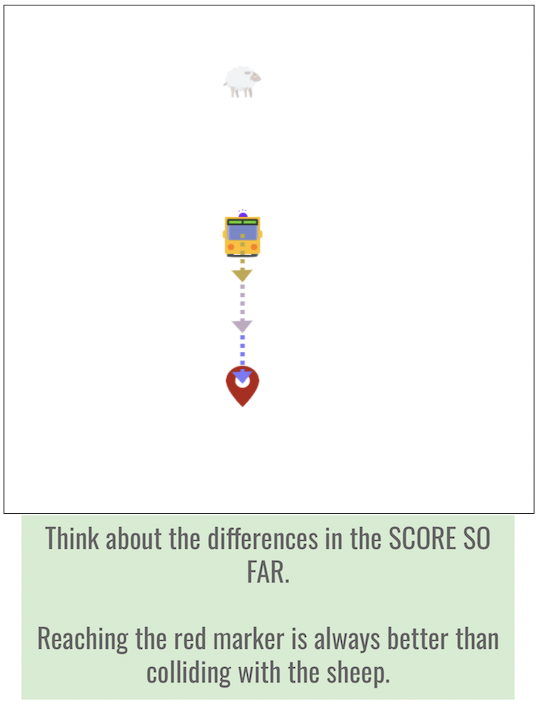 Think about the differences in the SCORE SO
FAR.
Reaching the red marker is always better than
colliding with the sheep.